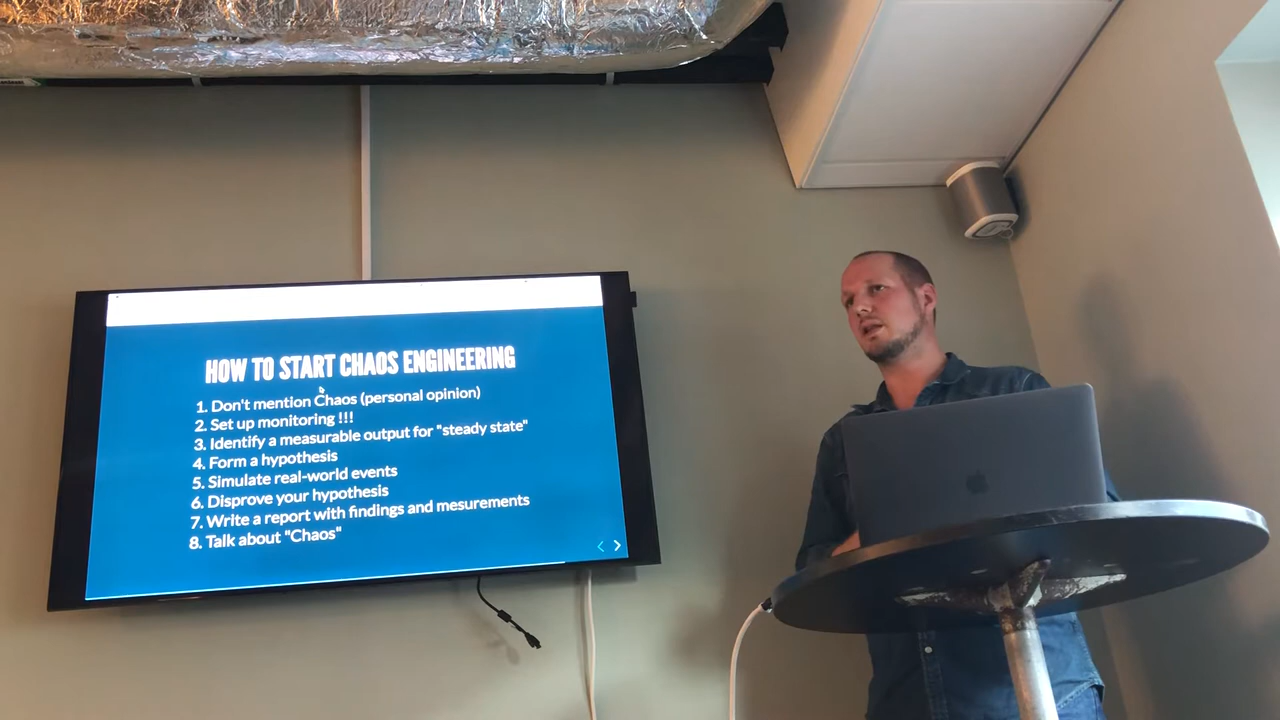 HOW TO START CHAOS ENGINEERING
1. Don't mention Chaos (personal opinion)
2. Set up monitoring !!!
3. Identify a measurable output for "steady state"
4. Form a hypothesis
5. Simulate real-world events
6. Disprove your hypothesis
7. Write a report with findings and mesurements
8. Talk about "Chaos"